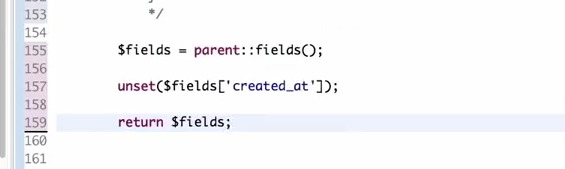 153 */
154
155 $fields = parent::fields();
156
157 unset($fields['created_at']);
158
159 return $fields;
160
161